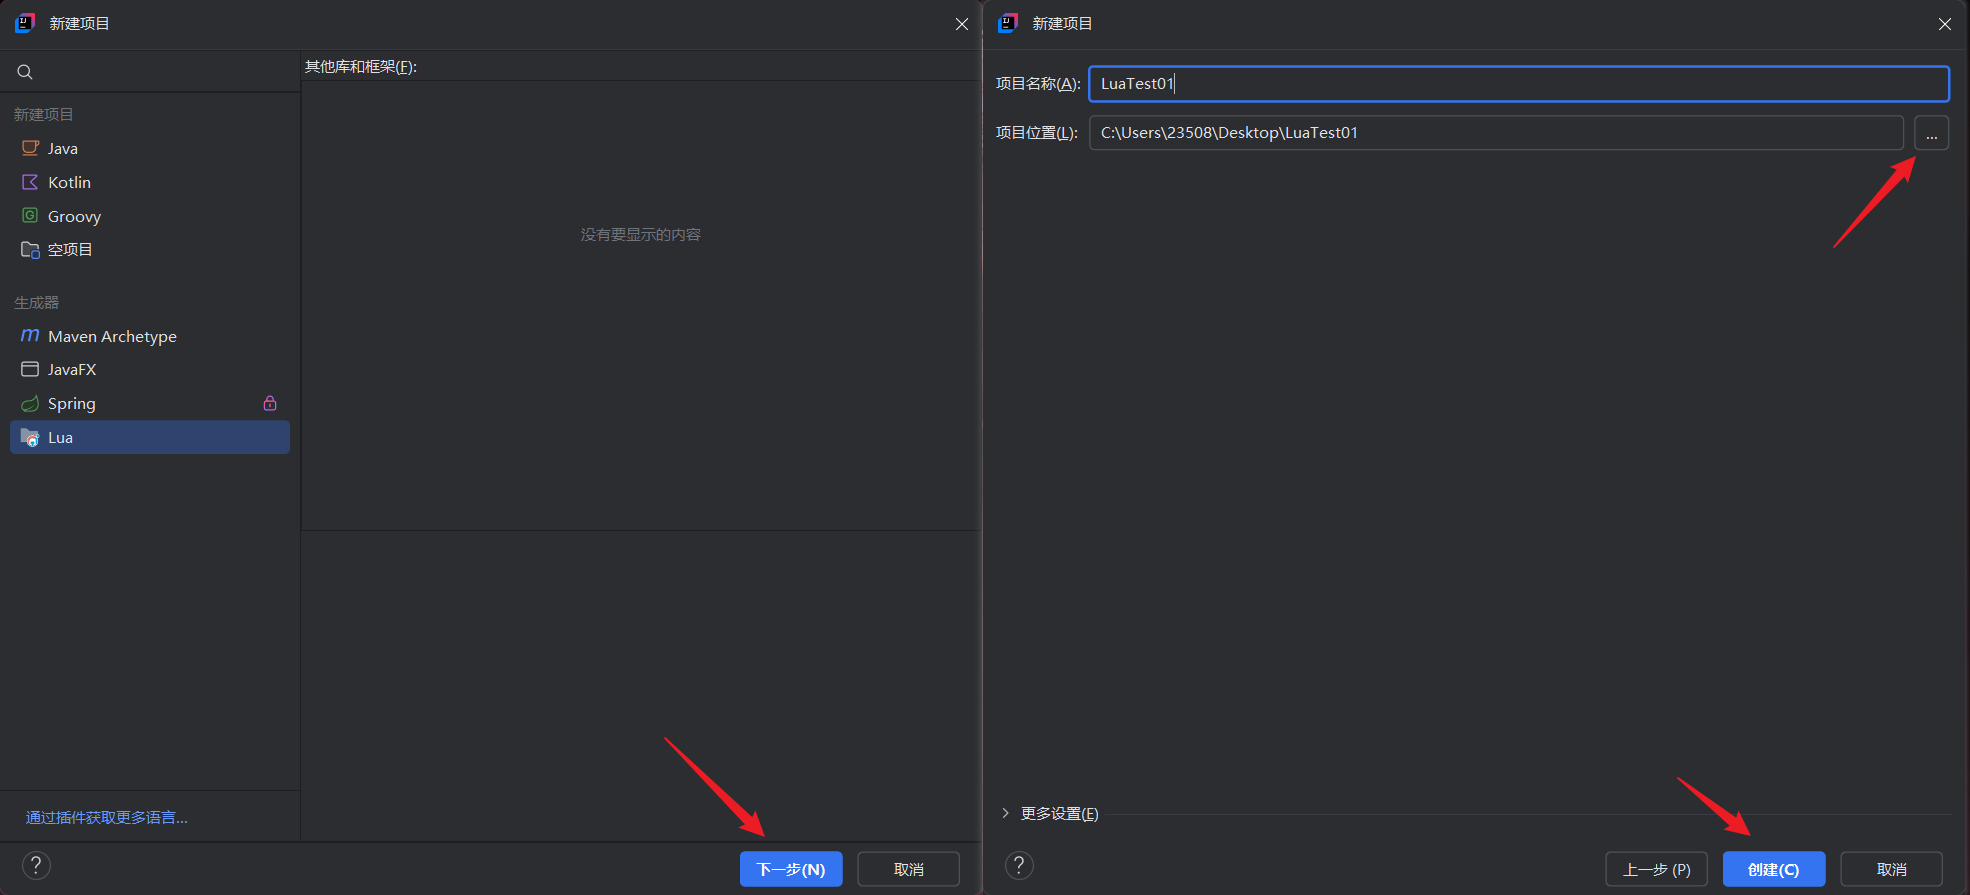 新建项目
其他库和框架(F):
新建项目
Java
Kotlin
Groovy
空项目
没有要显示的内容
生成器
Maven Archetype
JavaFX
Spring
Lua
通过插件获取更多语言...
?
下一步(N)
取消
新建项目
项目名称(A):
LuaTest01
项目位置(L):
C:\Users\23508\Desktop\LuaTest01
...
更多设置(E)
?
上一步 (P)
创建(C)
取消